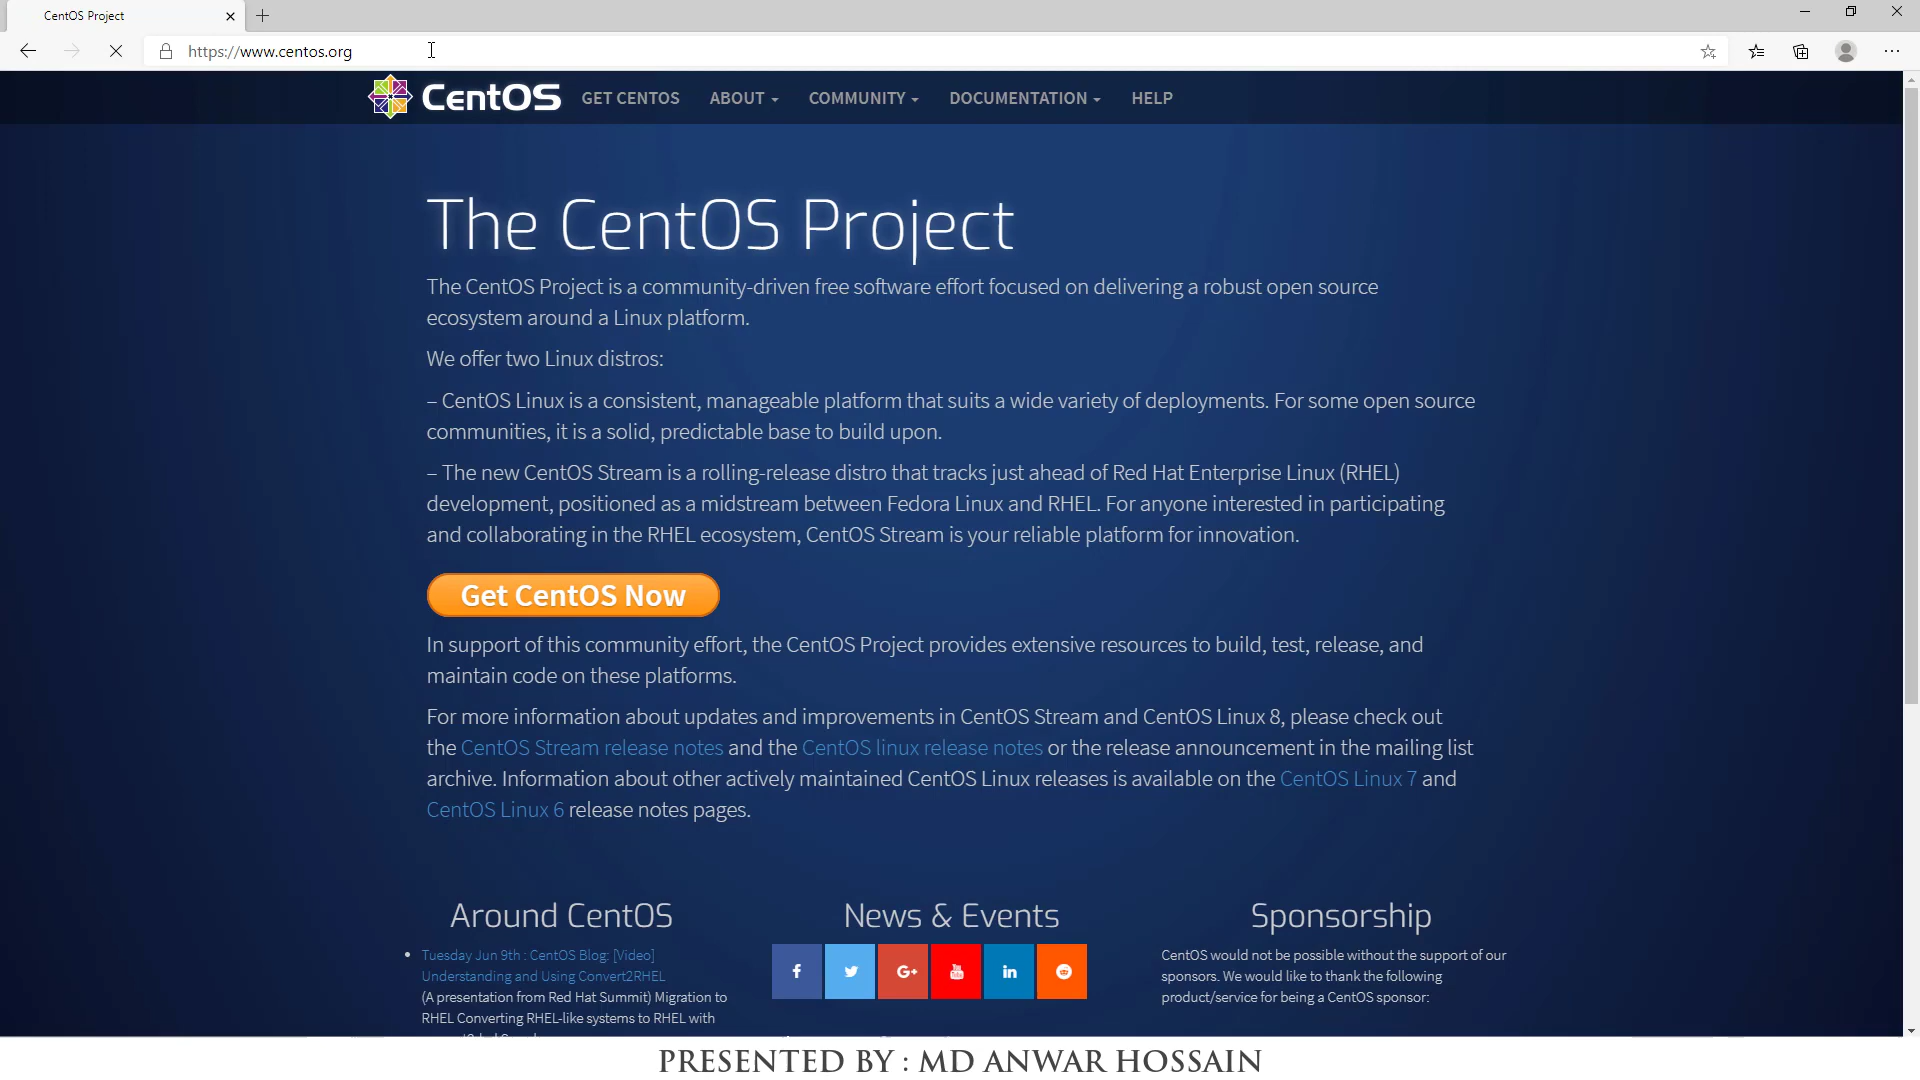 CentOS Project
https://www.centos.org
CentOS GET CENTOS ABOUT COMMUNITY DOCUMENTATION HELP
The CentOS Project
The CentOS Project is a community-driven free software effort focused on delivering a robust open source
ecosystem around a Linux platform.
We offer two Linux distros:
– CentOS Linux is a consistent, manageable platform that suits a wide variety of deployments. For some open source
communities, it is a solid, predictable base to build upon.
– The new CentOS Stream is a rolling-release distro that tracks just ahead of Red Hat Enterprise Linux (RHEL)
development, positioned as a midstream between Fedora Linux and RHEL. For anyone interested in participating
and collaborating in the RHEL ecosystem, CentOS Stream is your reliable platform for innovation.
Get CentOS Now
In support of this community effort, the CentOS Project provides extensive resources to build, test, release, and
maintain code on these platforms.
For more information about updates and improvements in CentOS Stream and CentOS Linux 8, please check out
the CentOS Stream release notes and the CentOS linux release notes or the release announcement in the mailing list
archive. Information about other actively maintained CentOS Linux releases is available on the CentOS Linux 7 and
CentOS Linux 6 release notes pages.
Around CentOS
Tuesday Jun 9th : CentOS Blog: [Video]
Understanding and Using Convert2RHEL
(A presentation from Red Hat Summit) Migration to
RHEL Converting RHEL-like systems to RHEL with
News & Events
Sponsorship
CentOS would not be possible without the support of our
sponsors. We would like to thank the following
product/service for being a CentOS sponsor:
PRESENTED BY : MD ANWAR HOSSAIN